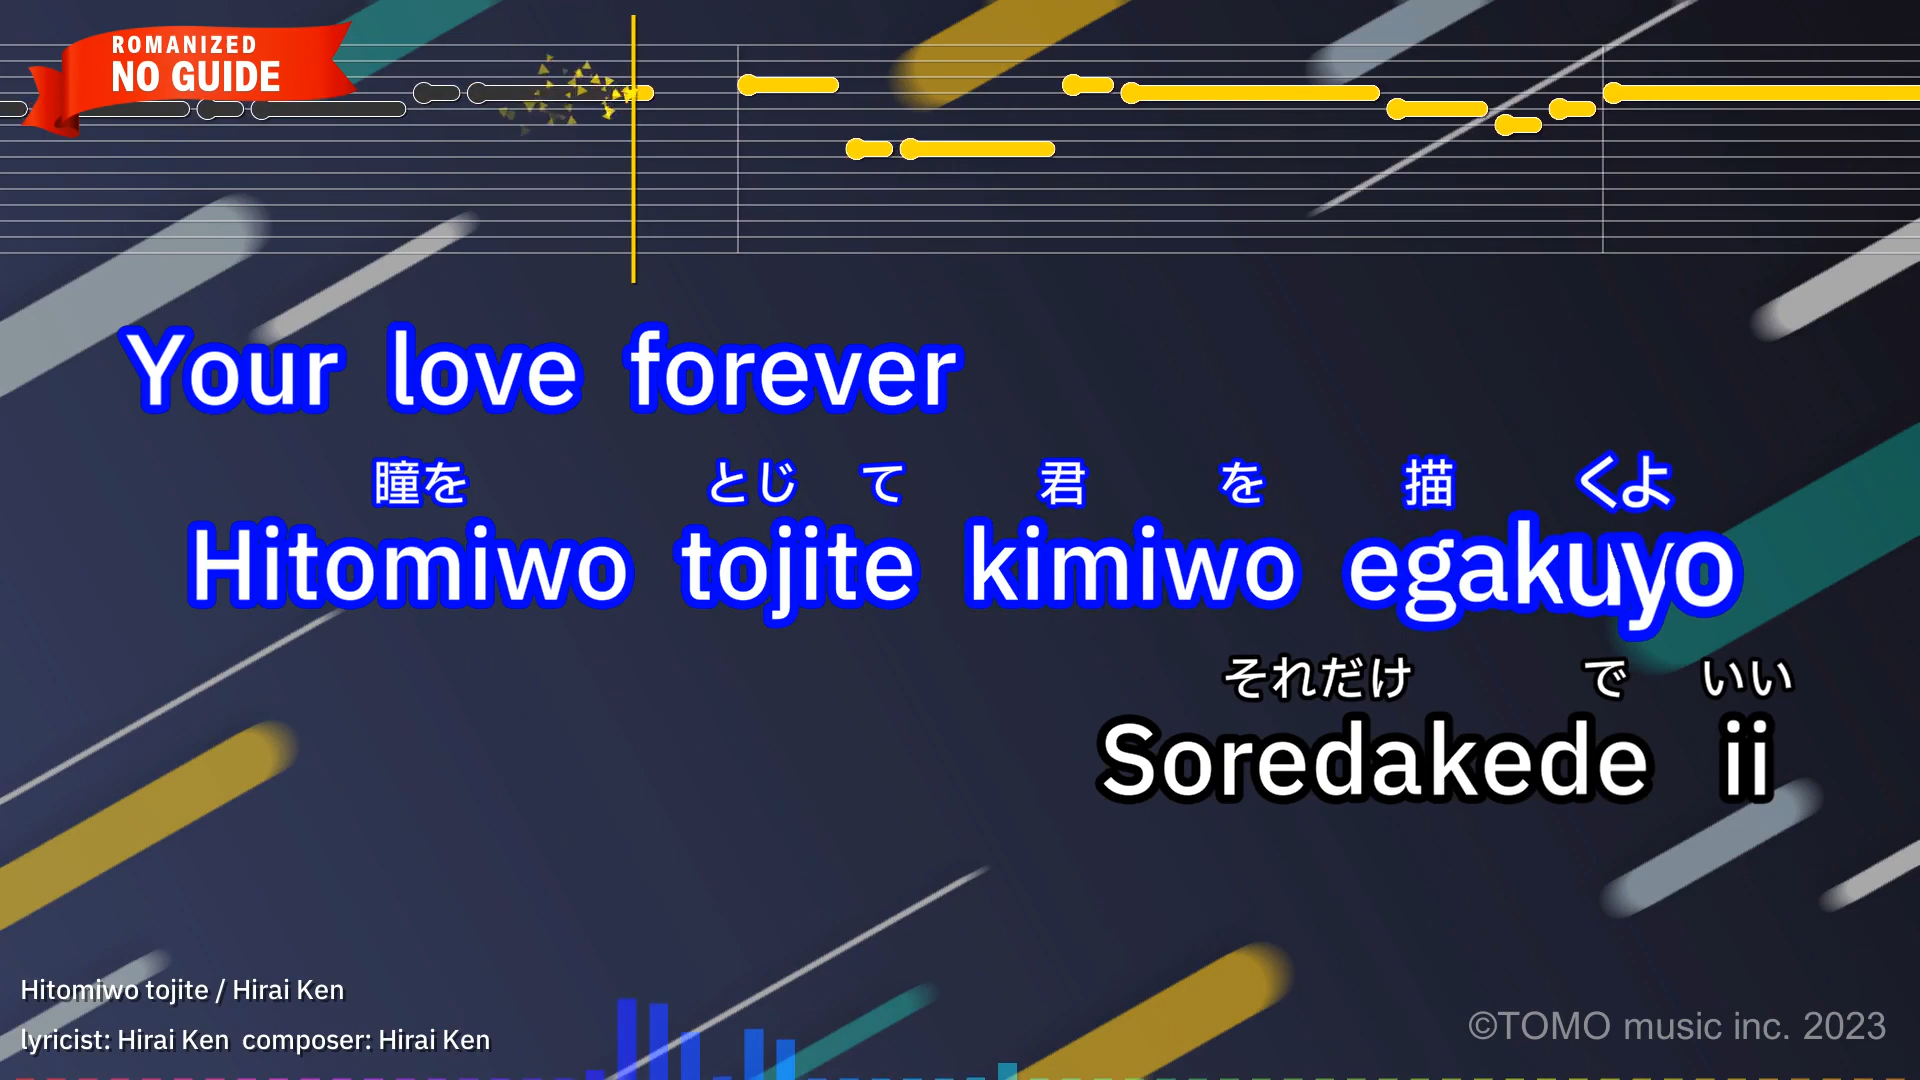 ROMANIZED
NO GUIDE
Your love forever
瞳を とじ て 君 を 描 くよ
Hitomiwo tojite kimiwo egakuyo
それだけ で いい
Soredakede ii
Hitomiwo tojite / Hirai Ken
lyricist: Hirai Ken composer: Hirai Ken
©TOMO music inc. 2023